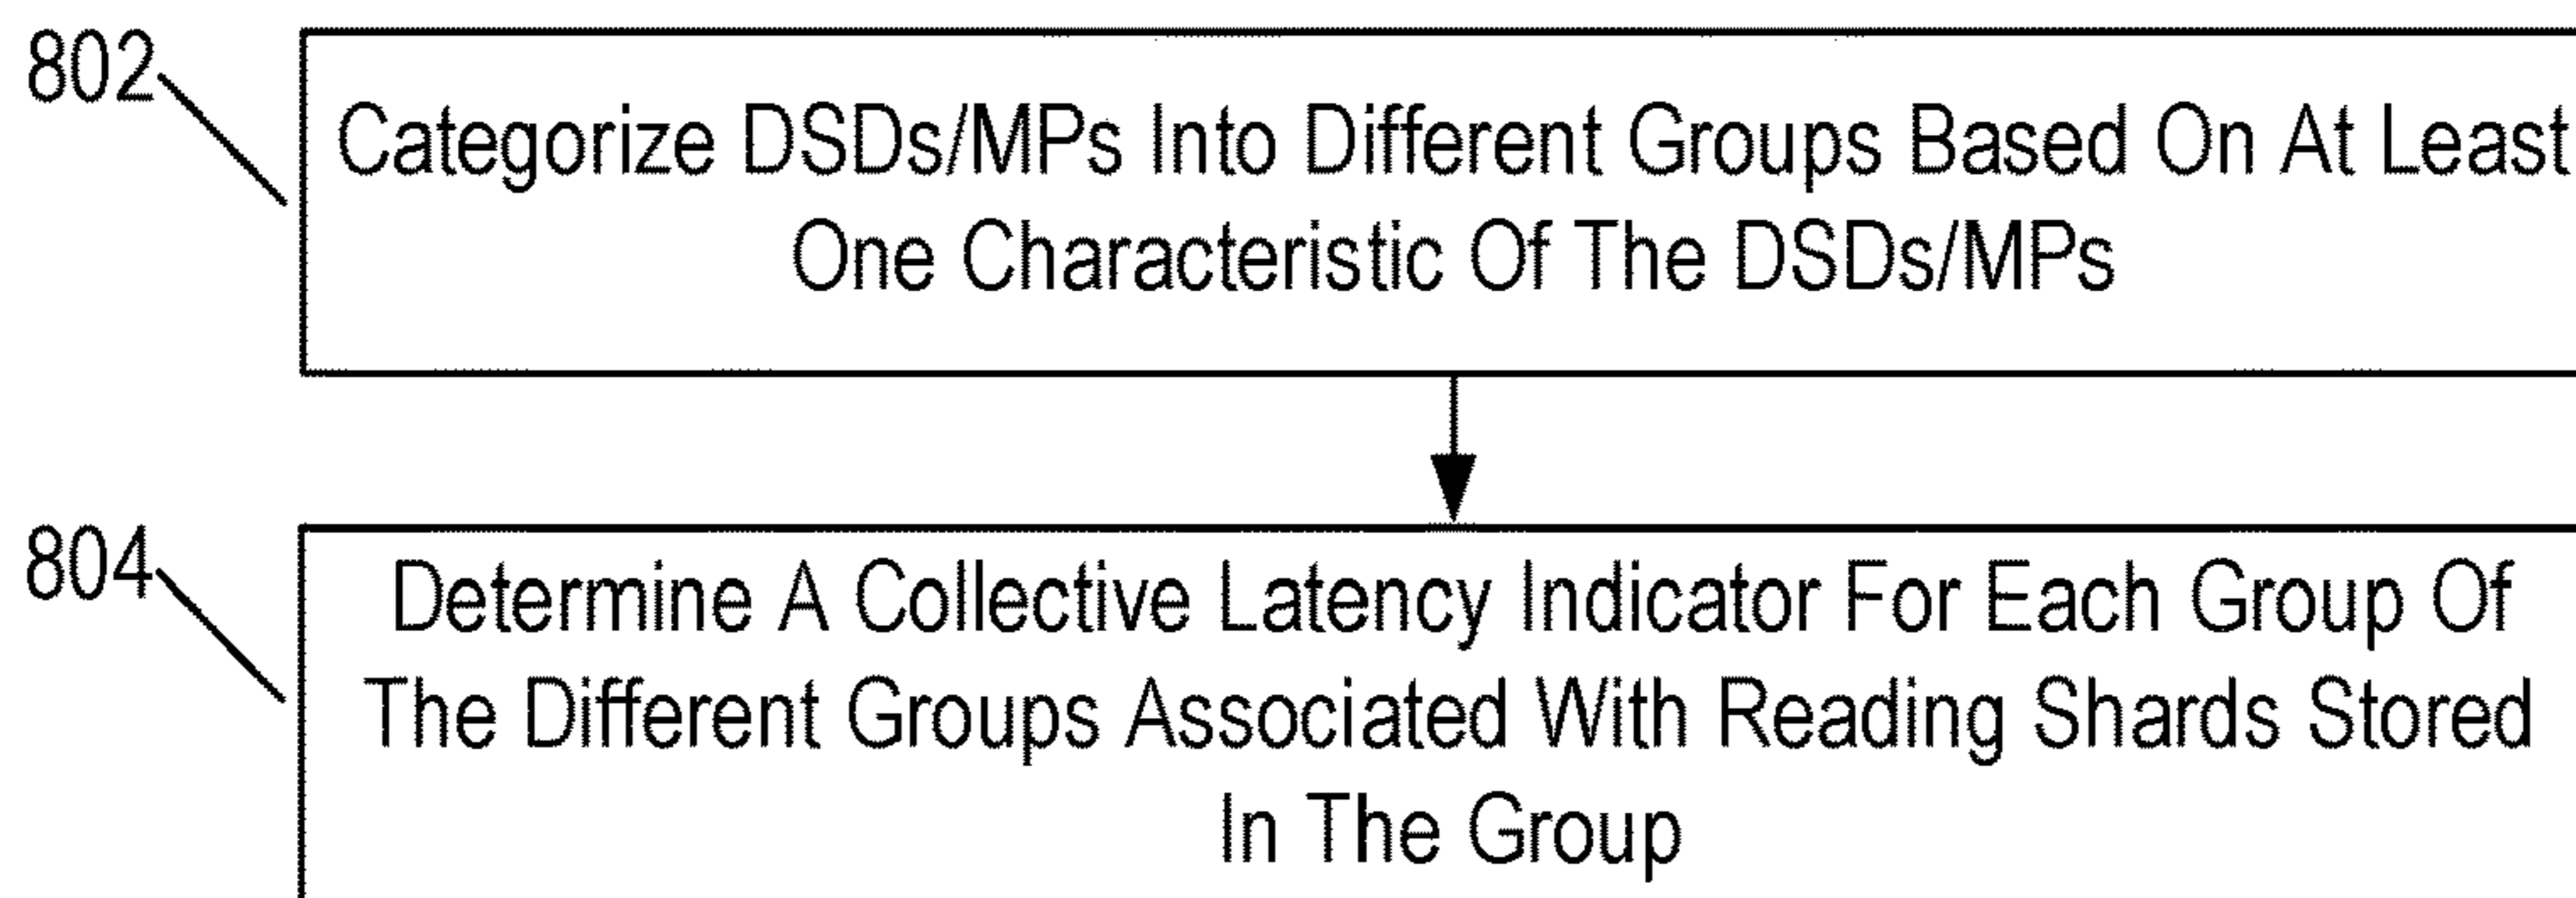 802
Categorize DSDs/MPs Into Different Groups Based On At Least
One Characteristic Of The DSDs/MPs
804
Determine A Collective Latency Indicator For Each Group Of
The Different Groups Associated With Reading Shards Stored
In The Group